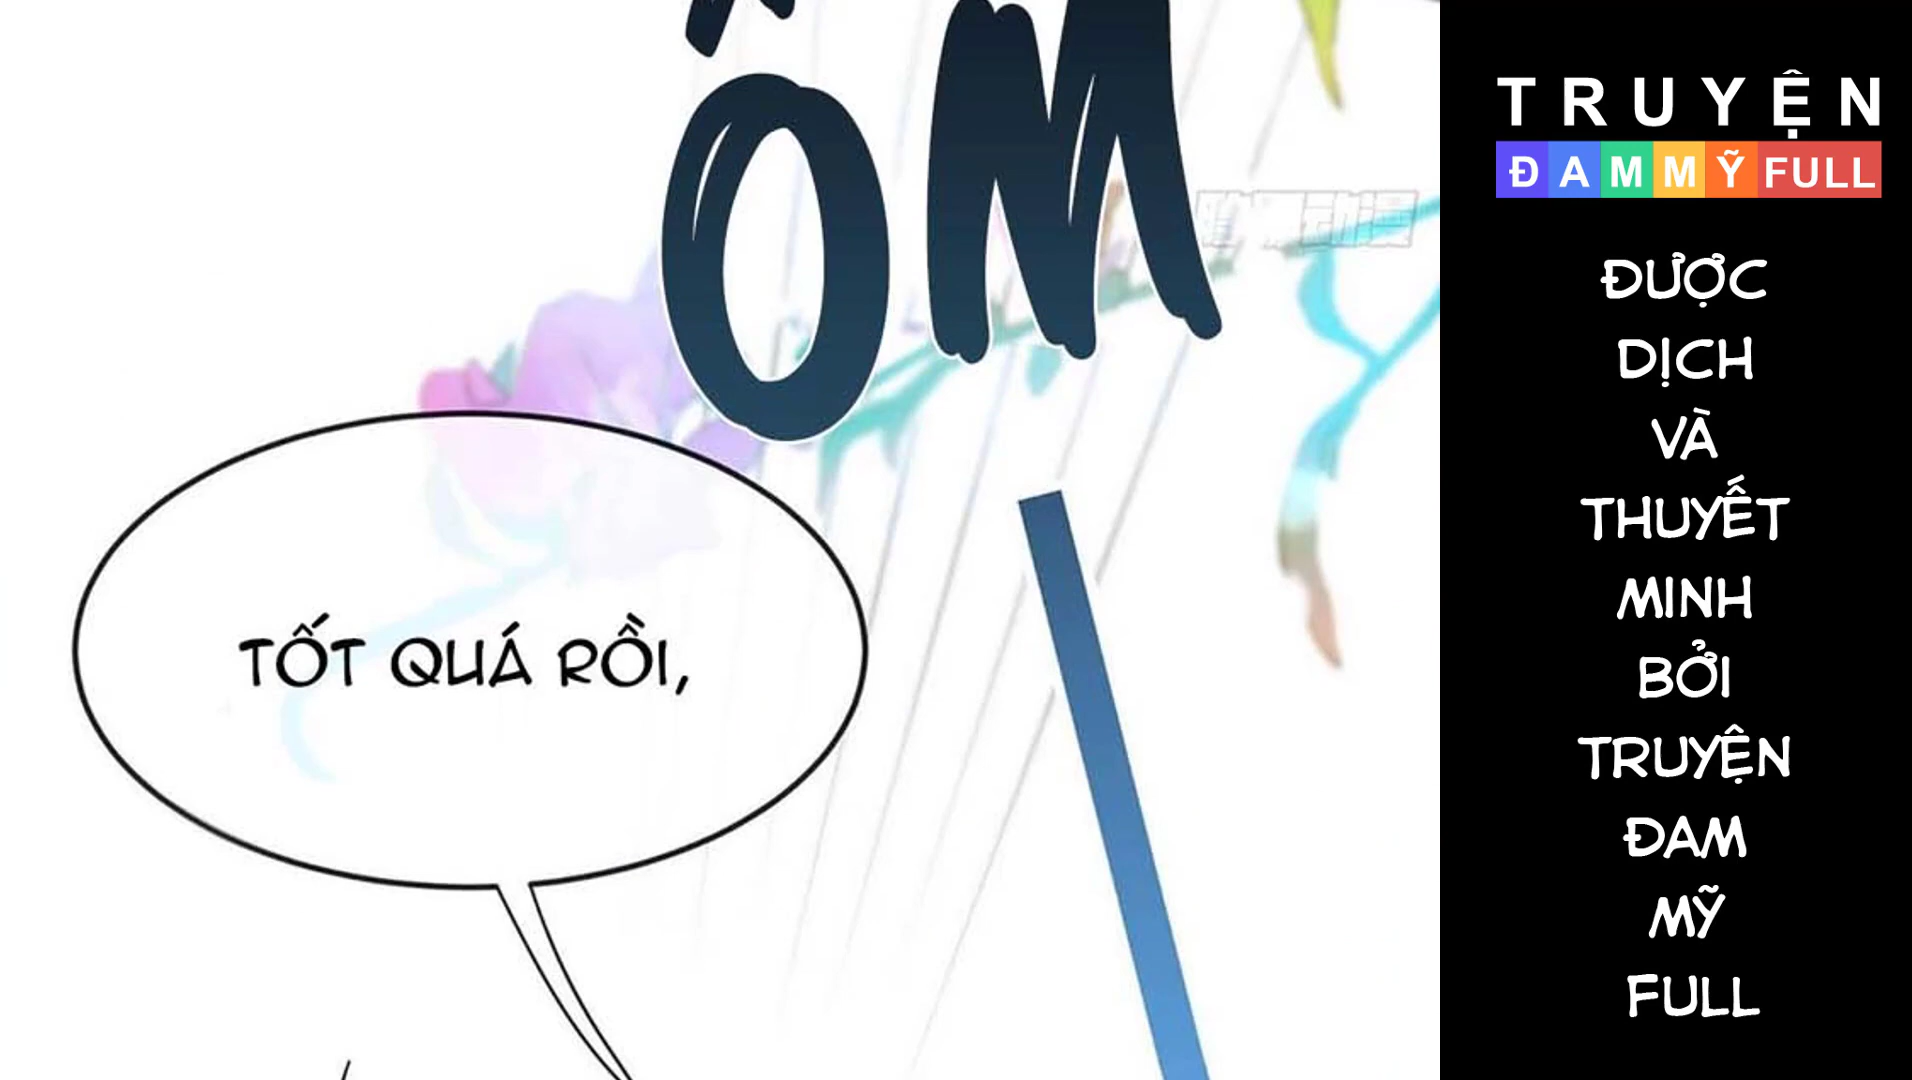 ÔM
TỐT QUÁ RỒI,
TRUYỆN
ĐAMMỸFULL
ĐƯỢC
DỊCH
VÀ
THUYẾT
MINH
BỞI
TRUYỆN
ĐAM
MỸ
FULL